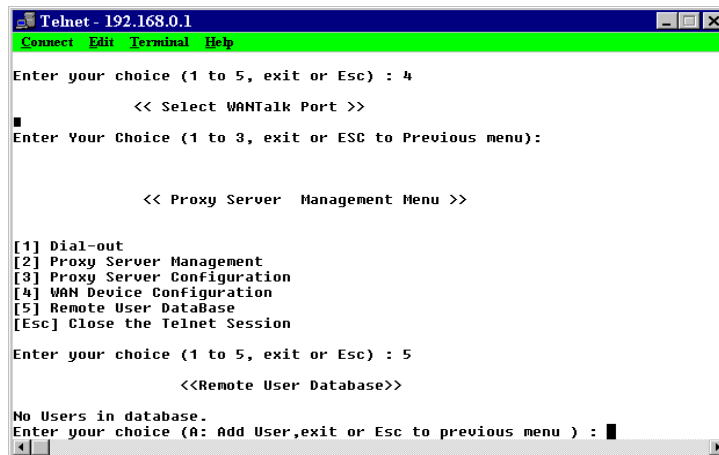 Telnet - 192.168.0.1
Connect Edit Terminal Help
Enter your choice (1 to 5, exit or Esc) : 4
<< Select WANTalk Port >>
Enter Your Choice (1 to 3, exit or ESC to Previous menu):
<< Proxy Server  Management Menu >>
[1] Dial-out
[2] Proxy Server Management
[3] Proxy Server Configuration
[4] WAN Device Configuration
[5] Remote User DataBase
[Esc] Close the Telnet Session
Enter your choice (1 to 5, exit or Esc) : 5
<<Remote User Database>>
No Users in database.
Enter your choice (A: Add User,exit or Esc to previous menu ) :